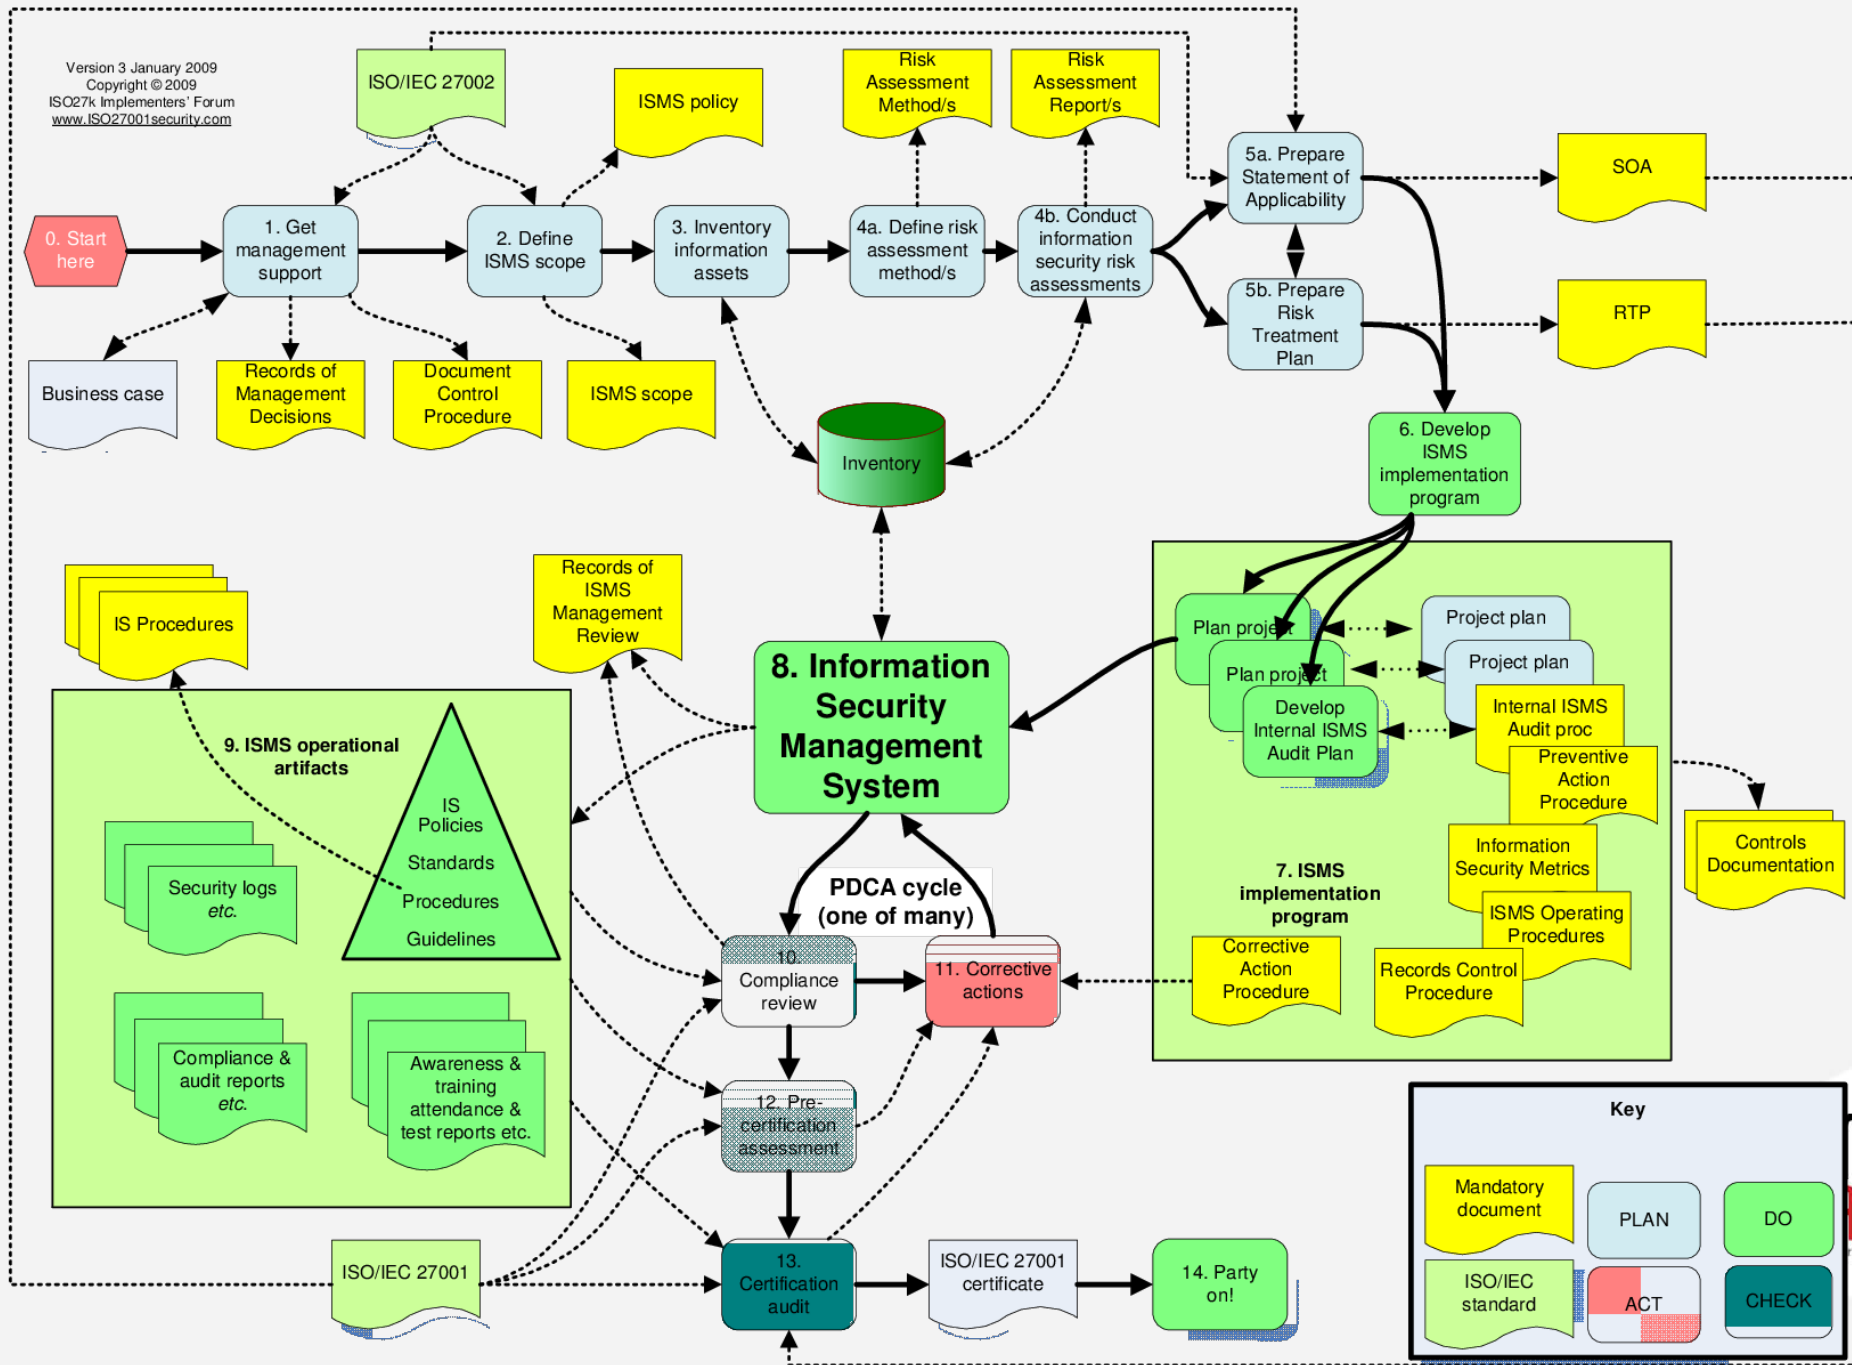 Version 3 January 2009
Copyright © 2009
ISO27k Implementers' Forum
www.ISO27001security.com
ISO/IEC 27002
ISMS policy
Risk
Assessment
Method/s
Risk
Assessment
Report/s
0. Start
here
1. Get
management
support
2. Define
ISMS scope
3. Inventory
information
assets
4a. Define risk
assessment
method/s
4b. Conduct
information
security risk
assessments
5a. Prepare
Statement of
Applicability
SOA
5b. Prepare
Risk
Treatment
Plan
RTP
Business case
Records of
Management
Decisions
Document
Control
Procedure
ISMS scope
Inventory
6. Develop
ISMS
implementation
program
IS Procedures
Records of
ISMS
Management
Review
8. Information
Security
Management
System
Plan project
Plan project
Develop
Internal ISMS
Audit Plan
Project plan
Project plan
Internal ISMS
Audit proc
Preventive
Action
Procedure
Information
Security Metrics
ISMS Operating
Procedures
Records Control
Procedure
7. ISMS
implementation
program
Corrective
Action
Procedure
Controls
Documentation
9. ISMS operational
artifacts
IS
Policies
Standards
Procedures
Guidelines
Security logs
etc.
Compliance &
audit reports
etc.
Awareness &
training
attendance &
test reports etc.
PDCA cycle
(one of many)
10.
Compliance
review
11. Corrective
actions
12. Pre-
certification
assessment
13.
Certification
audit
ISO/IEC 27001
ISO/IEC 27001
certificate
14. Party
on!
Key
Mandatory
document
PLAN
DO
ISO/IEC
standard
ACT
CHECK